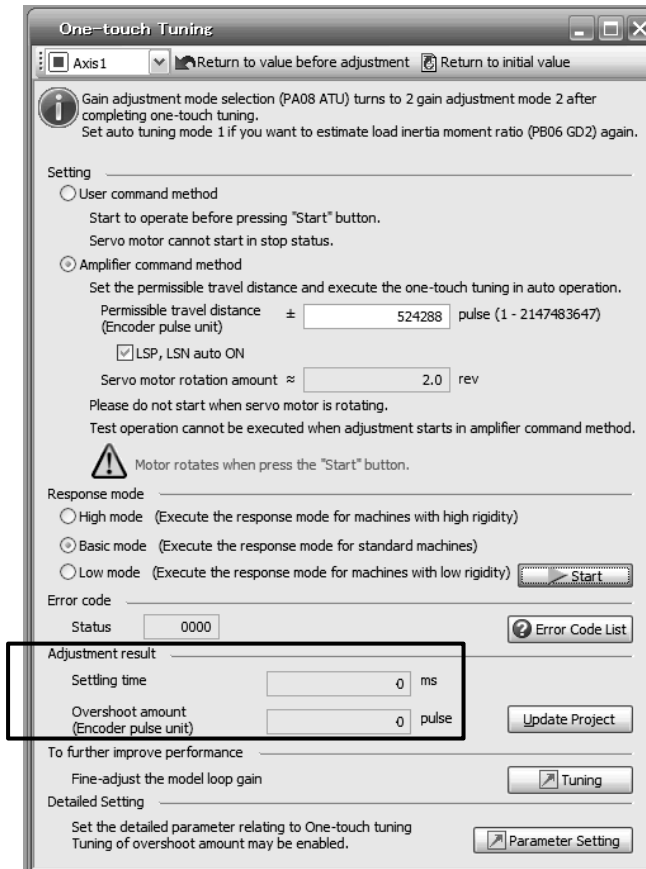 One-touch Tuning
Axis1 Return to value before adjustment Return to initial value
Gain adjustment mode selection (PA08 ATU) turns to 2 gain adjustment mode 2 after
completing one-touch tuning.
Set auto tuning mode 1 if you want to estimate load inertia moment ratio (PB06 GD2) again.
Setting
User command method
Start to operate before pressing "Start" button.
Servo motor cannot start in stop status.
Amplifier command method
Set the permissible travel distance and execute the one-touch tuning in auto operation.
Permissible travel distance
(Encoder pulse unit)
± 524288 pulse (1 - 2147483647)
LSP, LSN auto ON
Servo motor rotation amount ≈ 2.0 rev
Please do not start when servo motor is rotating.
Test operation cannot be executed when adjustment starts in amplifier command method.
Motor rotates when press the "Start" button.
Response mode
High mode (Execute the response mode for machines with high rigidity)
Basic mode (Execute the response mode for standard machines)
Low mode (Execute the response mode for machines with low rigidity) Start
Error code
Status 0000 Error Code List
Adjustment result
Settling time 0 ms
Overshoot amount
(Encoder pulse unit)
0 pulse Update Project
To further improve performance
Fine-adjust the model loop gain Tuning
Detailed Setting
Set the detailed parameter relating to One-touch tuning
Tuning of overshoot amount may be enabled. Parameter Setting